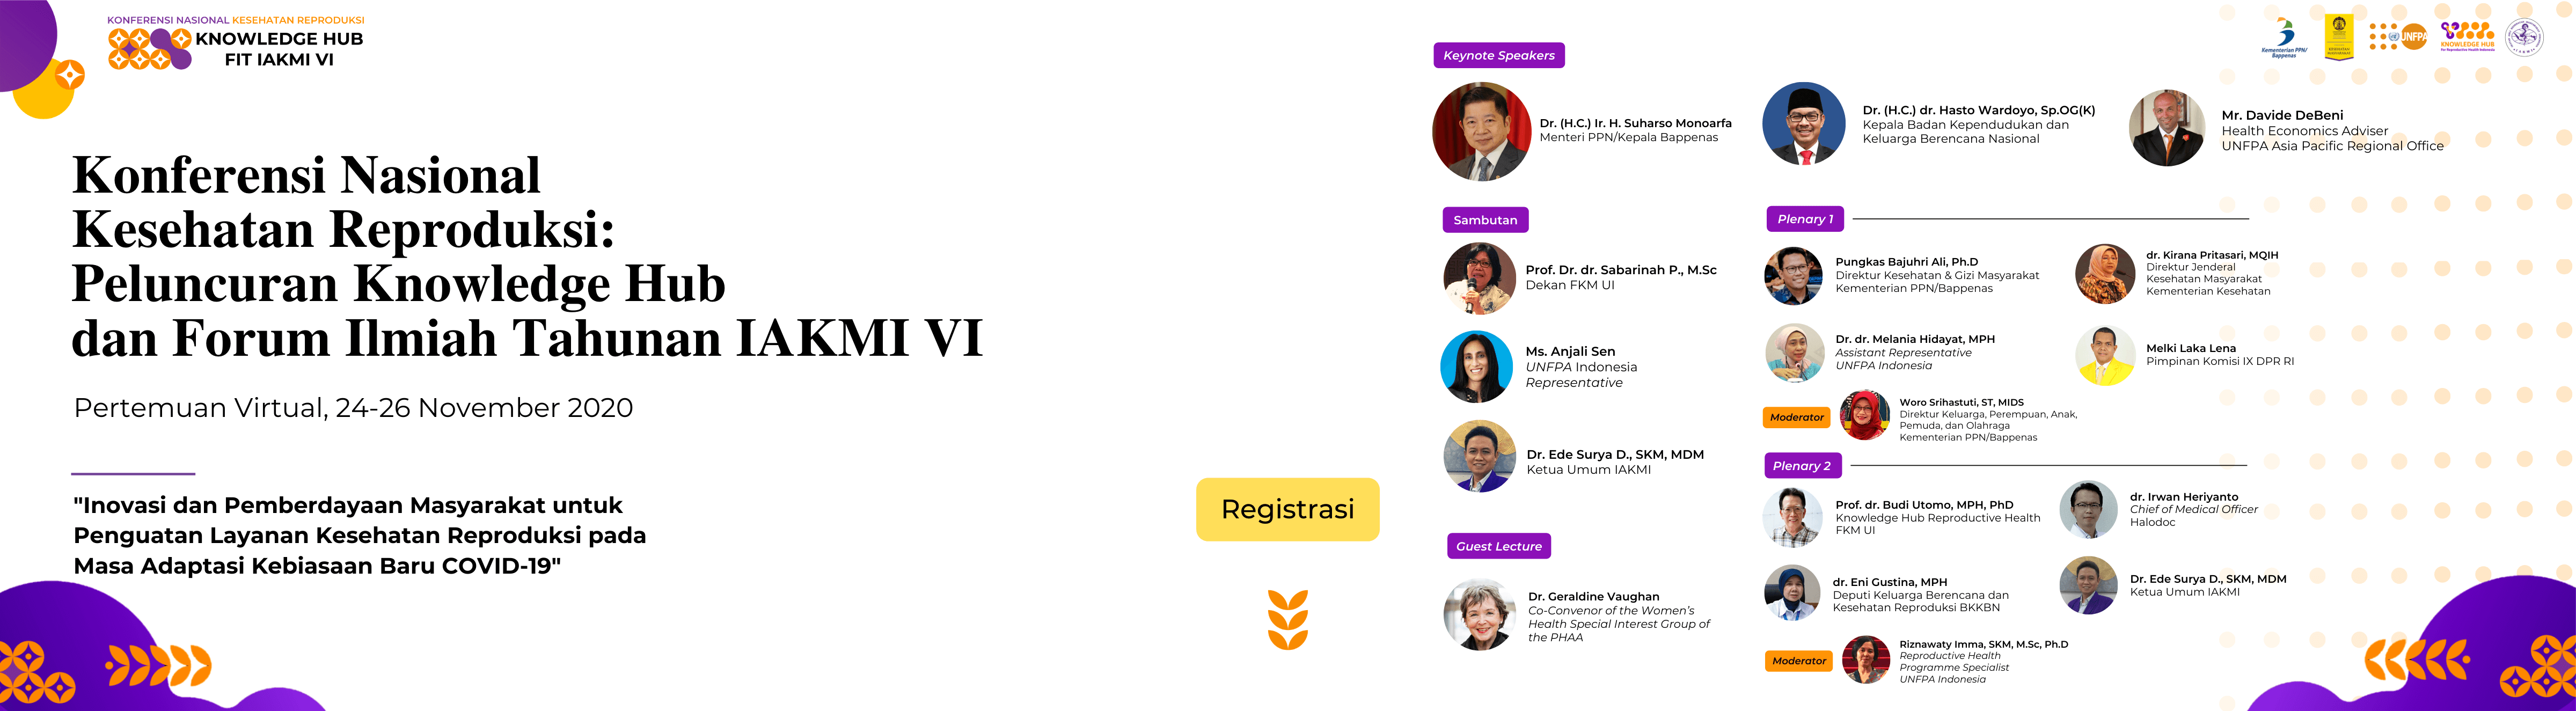 KONFERENSI NASIONAL KESEHATAN REPRODUKSI
KNOWLEDGE HUB
FIT IAKMI VI
Konferensi Nasional
Kesehatan Reproduksi:
Peluncuran Knowledge Hub
dan Forum Ilmiah Tahunan IAKMI VI
Pertemuan Virtual, 24-26 November 2020
"Inovasi dan Pemberdayaan Masyarakat untuk
Penguatan Layanan Kesehatan Reproduksi pada
Masa Adaptasi Kebiasaan Baru COVID-19"
Registrasi
Keynote Speakers
Dr. (H.C.) Ir. H. Suharso Monoarfa
Menteri PPN/Kepala Bappenas
Dr. (H.C.) dr. Hasto Wardoyo, Sp.OG(K)
Kepala Badan Kependudukan dan
Keluarga Berencana Nasional
Mr. Davide DeBeni
Health Economics Adviser
UNFPA Asia Pacific Regional Office
Kementerian PPN/
Bappenas
UNFPA
KNOWLEDGE HUB
For Reproductive Health Indonesia
Sambutan
Prof. Dr. dr. Sabarinah P., M.Sc
Dekan FKM UI
Ms. Anjali Sen
UNFPA Indonesia
Representative
Dr. Ede Surya D., SKM, MDM
Ketua Umum IAKMI
Guest Lecture
Dr. Geraldine Vaughan
Co-Convenor of the Women's
Health Special Interest Group of
the PHAA
Plenary 1
Pungkas Bajuhri Ali, Ph.D
Direktur Kesehatan & Gizi Masyarakat
Kementerian PPN/Bappenas
dr. Kirana Pritasari, MQIH
Direktur Jenderal
Kesehatan Masyarakat
Kementerian Kesehatan
Dr. dr. Melania Hidayat, MPH
Assistant Representative
UNFPA Indonesia
Melki Laka Lena
Pimpinan Komisi IX DPR RI
Moderator
Woro Srihastuti, ST, MIDS
Direktur Keluarga, Perempuan, Anak,
Pemuda, dan Olahraga
Kementerian PPN/Bappenas
Plenary 2
Prof. dr. Budi Utomo, MPH, PhD
Knowledge Hub Reproductive Health
FKM UI
dr. Irwan Heriyanto
Chief of Medical Officer
Halodoc
dr. Eni Gustina, MPH
Deputi Keluarga Berencana dan
Kesehatan Reproduksi BKKBN
Dr. Ede Surya D., SKM, MDM
Ketua Umum IAKMI
Moderator
Riznawaty Imma, SKM, M.Sc, Ph.D
Reproductive Health
Programme Specialist
UNFPA Indonesia